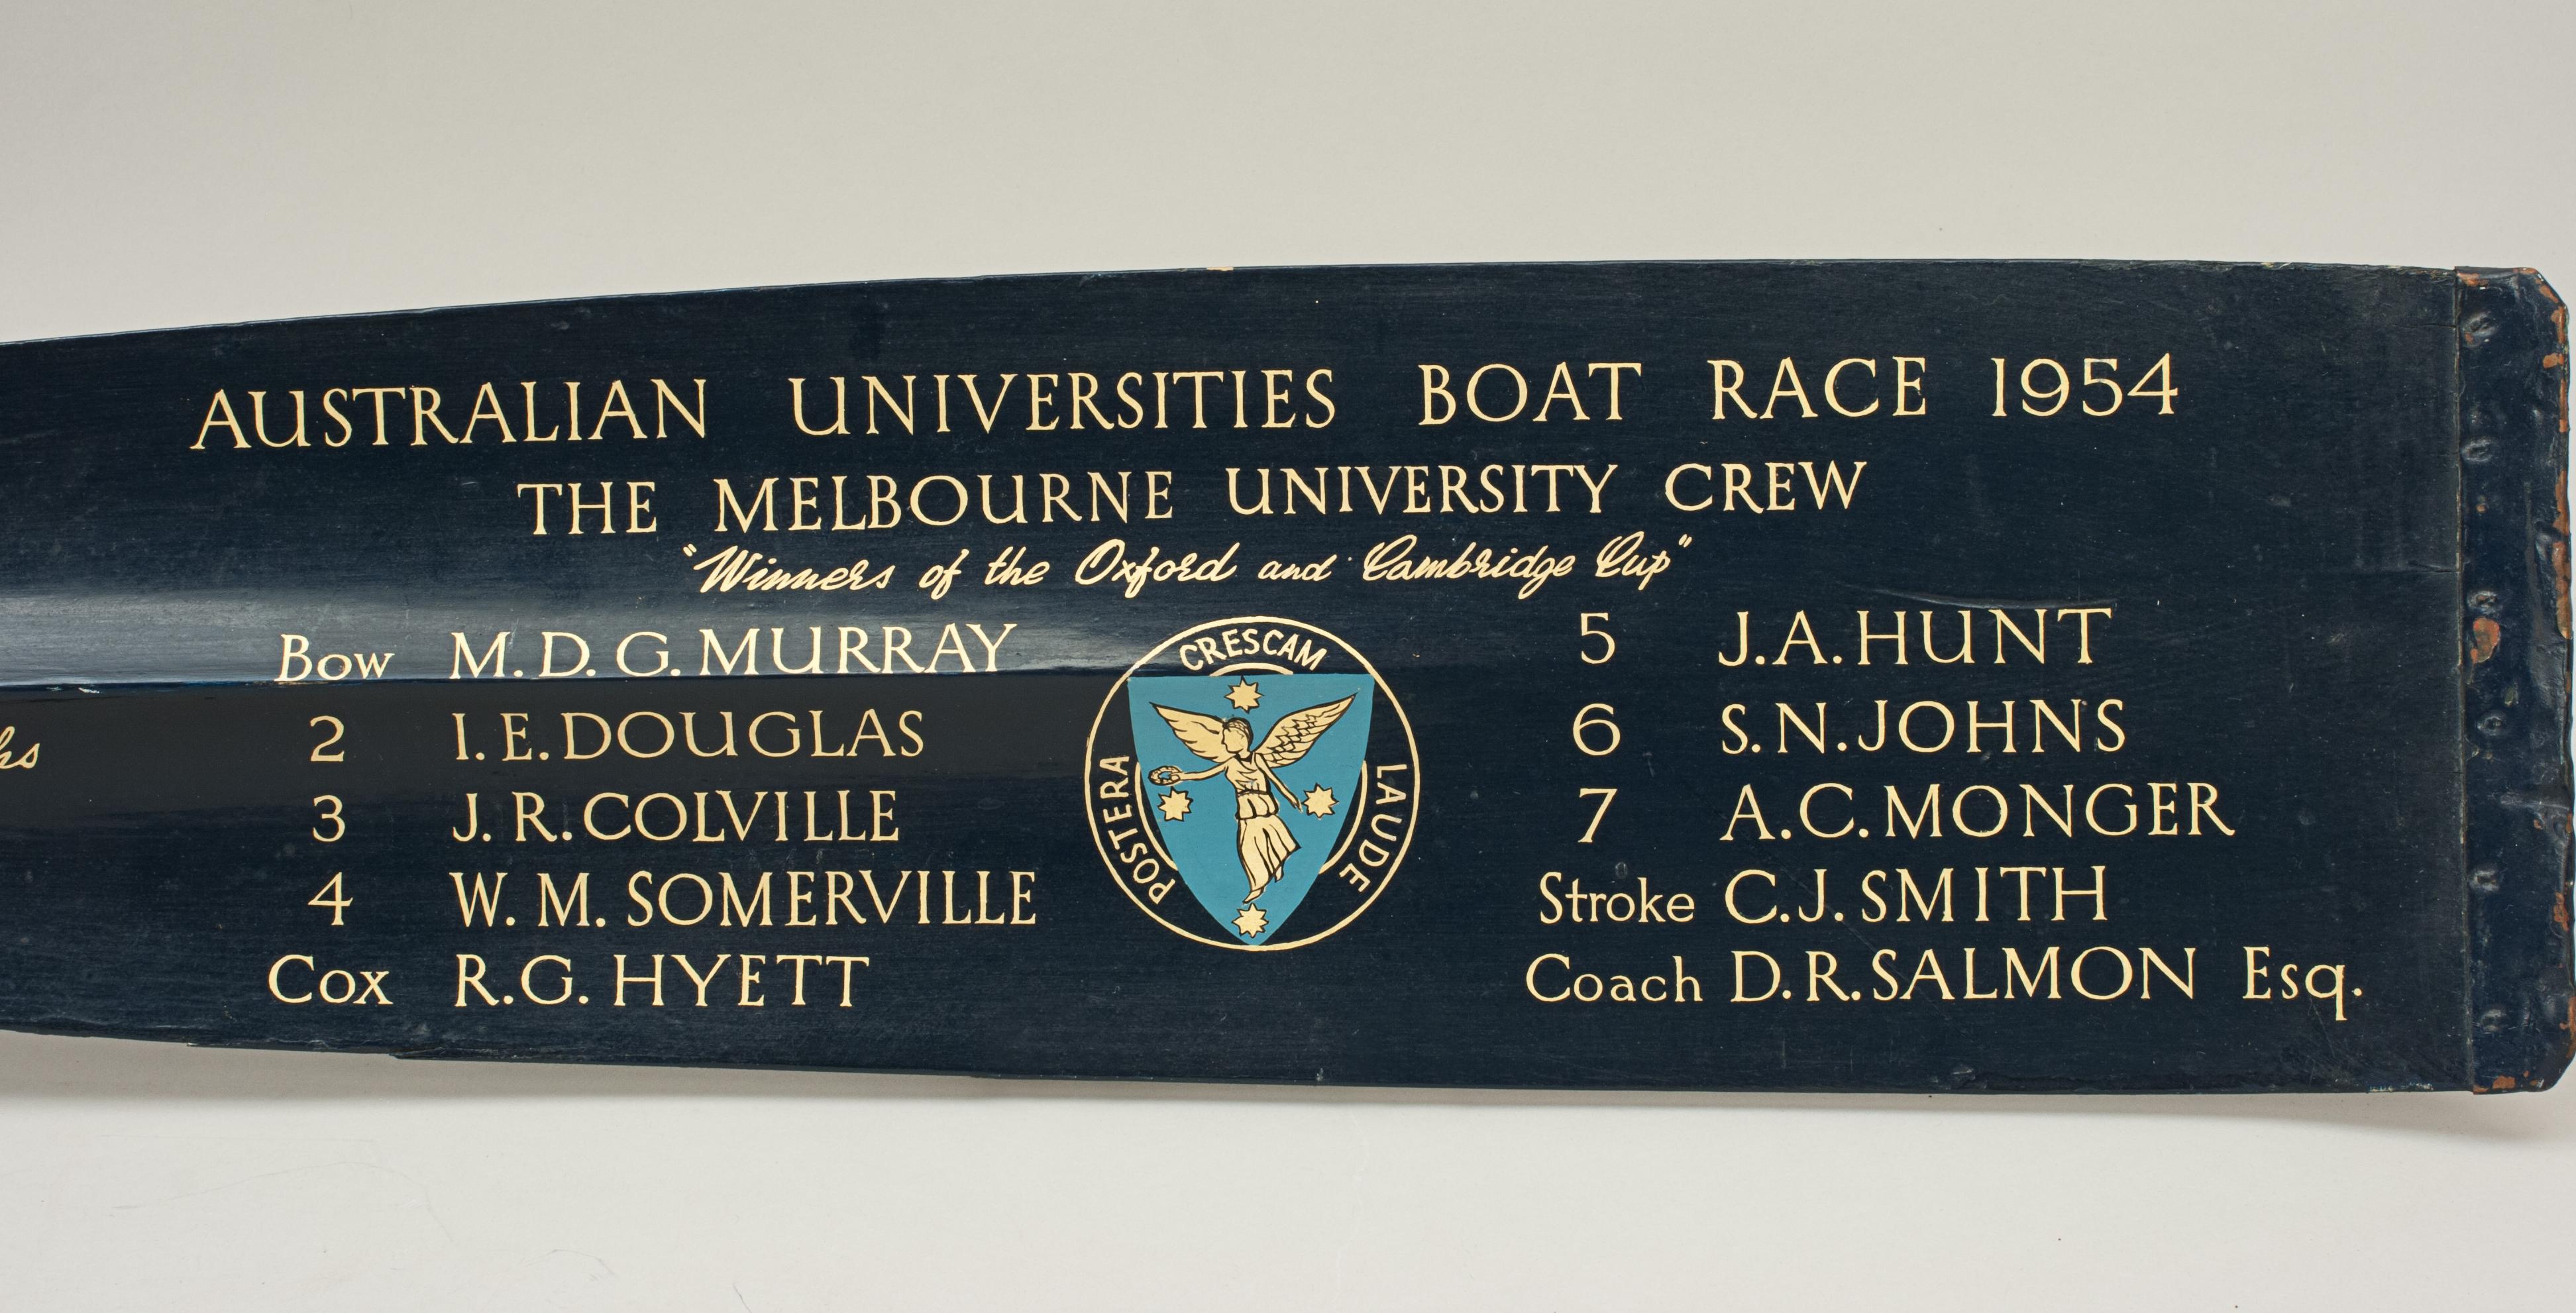 AUSTRALIAN UNIVERSITIES BOAT RACE 1954
THE MELBOURNE UNIVERSITY CREW
"Winners of the Oxford and Cambridge Cup"
Bow M.D.G. MURRAY
2 I.E. DOUGLAS
3 J.R. COLVILLE
4 W.M. SOMERVILLE
Cox R.G. HYETT
POSTERA CRESCAM LAUDE
5 J.A. HUNT
6 S.N. JOHNS
7 A.C. MONGER
Stroke C.J. SMITH
Coach D.R. SALMON Esq.